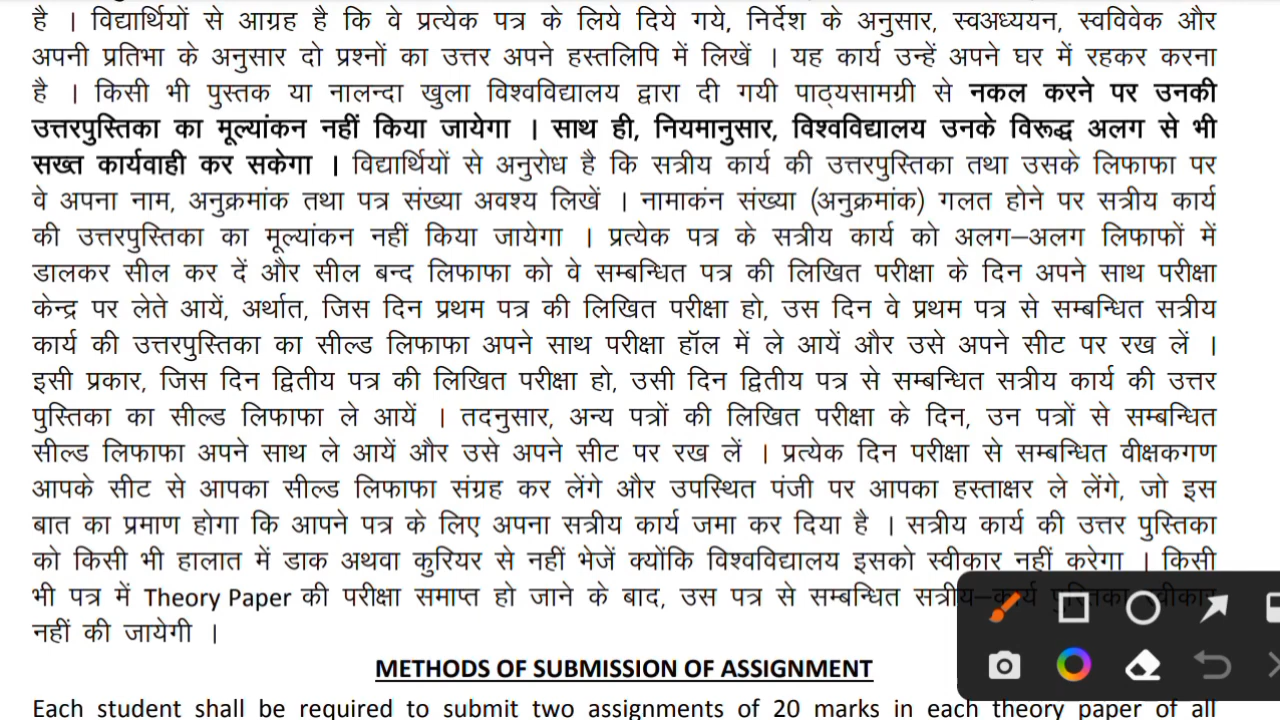 है । विद्यार्थियों से आग्रह है कि वे प्रत्येक पत्र के लिये दिये गये, निर्देश के अनुसार, स्वअध्ययन, स्वविवेक और
अपनी प्रतिभा के अनुसार दो प्रश्नों का उत्तर अपने हस्तलिपि में लिखें । यह कार्य उन्हें अपने घर में रहकर करना
है । किसी भी पुस्तक या नालन्दा खुला विश्वविद्यालय द्वारा दी गयी पाठ्यसामग्री से नकल करने पर उनकी
उत्तरपुस्तिका का मूल्यांकन नहीं किया जायेगा । साथ ही, नियमानुसार, विश्वविद्यालय उनके विरूद्ध अलग से भी
सख्त कार्यवाही कर सकेगा । विद्यार्थियों से अनुरोध है कि सत्रीय कार्य की उत्तरपुस्तिका तथा उसके लिफाफा पर
वे अपना नाम, अनुक्रमांक तथा पत्र संख्या अवश्य लिखें । नामाकंन संख्या (अनुक्रमांक) गलत होने पर सत्रीय कार्य
की उत्तरपुस्तिका का मूल्यांकन नहीं किया जायेगा । प्रत्येक पत्र के सत्रीय कार्य को अलग–अलग लिफाफों में
डालकर सील कर दें और सील बन्द लिफाफा को वे सम्बन्धित पत्र की लिखित परीक्षा के दिन अपने साथ परीक्षा
केन्द्र पर लेते आयें, अर्थात, जिस दिन प्रथम पत्र की लिखित परीक्षा हो, उस दिन वे प्रथम पत्र से सम्बन्धित सत्रीय
कार्य की उत्तरपुस्तिका का सील्ड लिफाफा अपने साथ परीक्षा हॉल में ले आयें और उसे अपने सीट पर रख लें ।
इसी प्रकार, जिस दिन द्वितीय पत्र की लिखित परीक्षा हो, उसी दिन द्वितीय पत्र से सम्बन्धित सत्रीय कार्य की उत्तर
पुस्तिका का सील्ड लिफाफा ले आयें । तदनुसार, अन्य पत्रों की लिखित परीक्षा के दिन, उन पत्रों से सम्बन्धित
सील्ड लिफाफा अपने साथ ले आयें और उसे अपने सीट पर रख लें । प्रत्येक दिन परीक्षा से सम्बन्धित वीक्षकगण
आपके सीट से आपका सील्ड लिफाफा संग्रह कर लेंगे और उपस्थित पंजी पर आपका हस्ताक्षर ले लेंगे, जो इस
बात का प्रमाण होगा कि आपने पत्र के लिए अपना सत्रीय कार्य जमा कर दिया है । सत्रीय कार्य की उत्तर पुस्तिका
को किसी भी हालात में डाक अथवा कुरियर से नहीं भेजें क्योंकि विश्वविद्यालय इसको स्वीकार नहीं करेगा । किसी
भी पत्र में Theory Paper की परीक्षा समाप्त हो जाने के बाद, उस पत्र से सम्बन्धित सत्रीय–कार्य पुस्तिका स्वीकार
नहीं की जायेगी ।
METHODS OF SUBMISSION OF ASSIGNMENT
Each student shall be required to submit two assignments of 20 marks in each theory paper of all